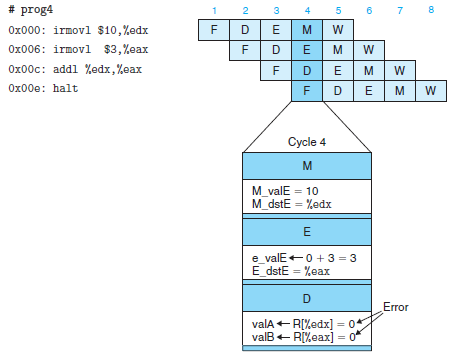 # prog4
1 2 3 4 5 6 7 8
0x000: irmovl $10,%edx F D E M W
0x006: irmovl $3,%eax F D E M W
0x00c: addl %edx,%eax F D E M W
0x00e: halt F D E M W
Cycle 4
M
M_valE = 10
M_dstE = %edx
E
e_valE ← 0 + 3 = 3
E_dstE = %eax
D
Error
valA ← R[%edx] = 0
valB ← R[%eax] = 0